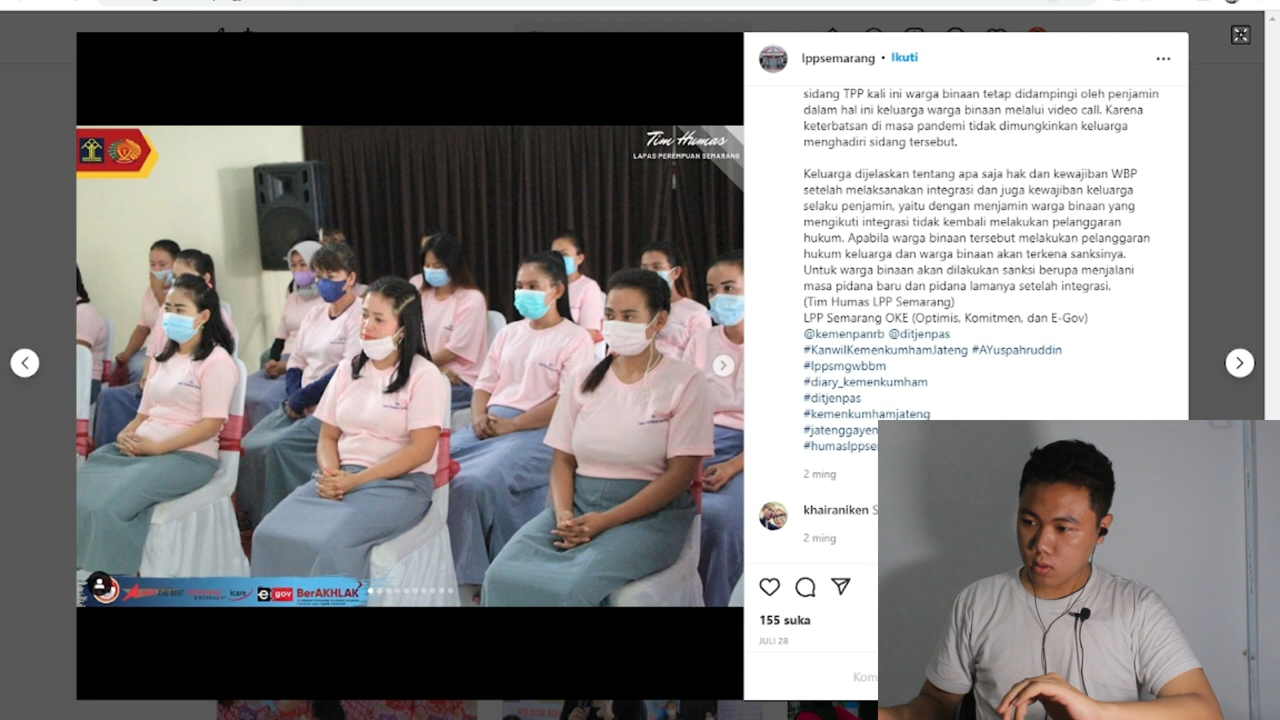 lppsemarang • Ikuti
sidang TPP kali ini warga binaan tetap didampingi oleh penjamin
dalam hal ini keluarga warga binaan melalui video call. Karena
keterbatsan di masa pandemi tidak dimungkinkan keluarga
menghadiri sidang tersebut.
Keluarga dijelaskan tentang apa saja hak dan kewajiban WBP
setelah melaksanakan integrasi dan juga kewajiban keluarga
selaku penjamin, yaitu dengan menjamin warga binaan yang
mengikuti integrasi tidak kembali melakukan pelanggaran
hukum. Apabila warga binaan tersebut melakukan pelanggaran
hukum keluarga dan warga binaan akan terkena sanksinya.
Untuk warga binaan akan dilakukan sanksi berupa menjalani
masa pidana baru dan pidana lamanya setelah integrasi.
(Tim Humas LPP Semarang)
LPP Semarang OKE (Optimis, Komitmen, dan E-Gov)
@kemenpanrb @ditjenpas
#KanwilKemenkumhamJateng #AYuspahruddin
#lppsmgwbbm
#diary_kemenkumham
#ditjenpas
#kemenkumhamjateng
#jatenggayen
#humaslppse
2 ming
khairaniken S
2 ming
155 suka
JULI 28
Kom
Tim Humas
LAPAS PEREMPUAN SEMARANG
e gov BerAKHLAK